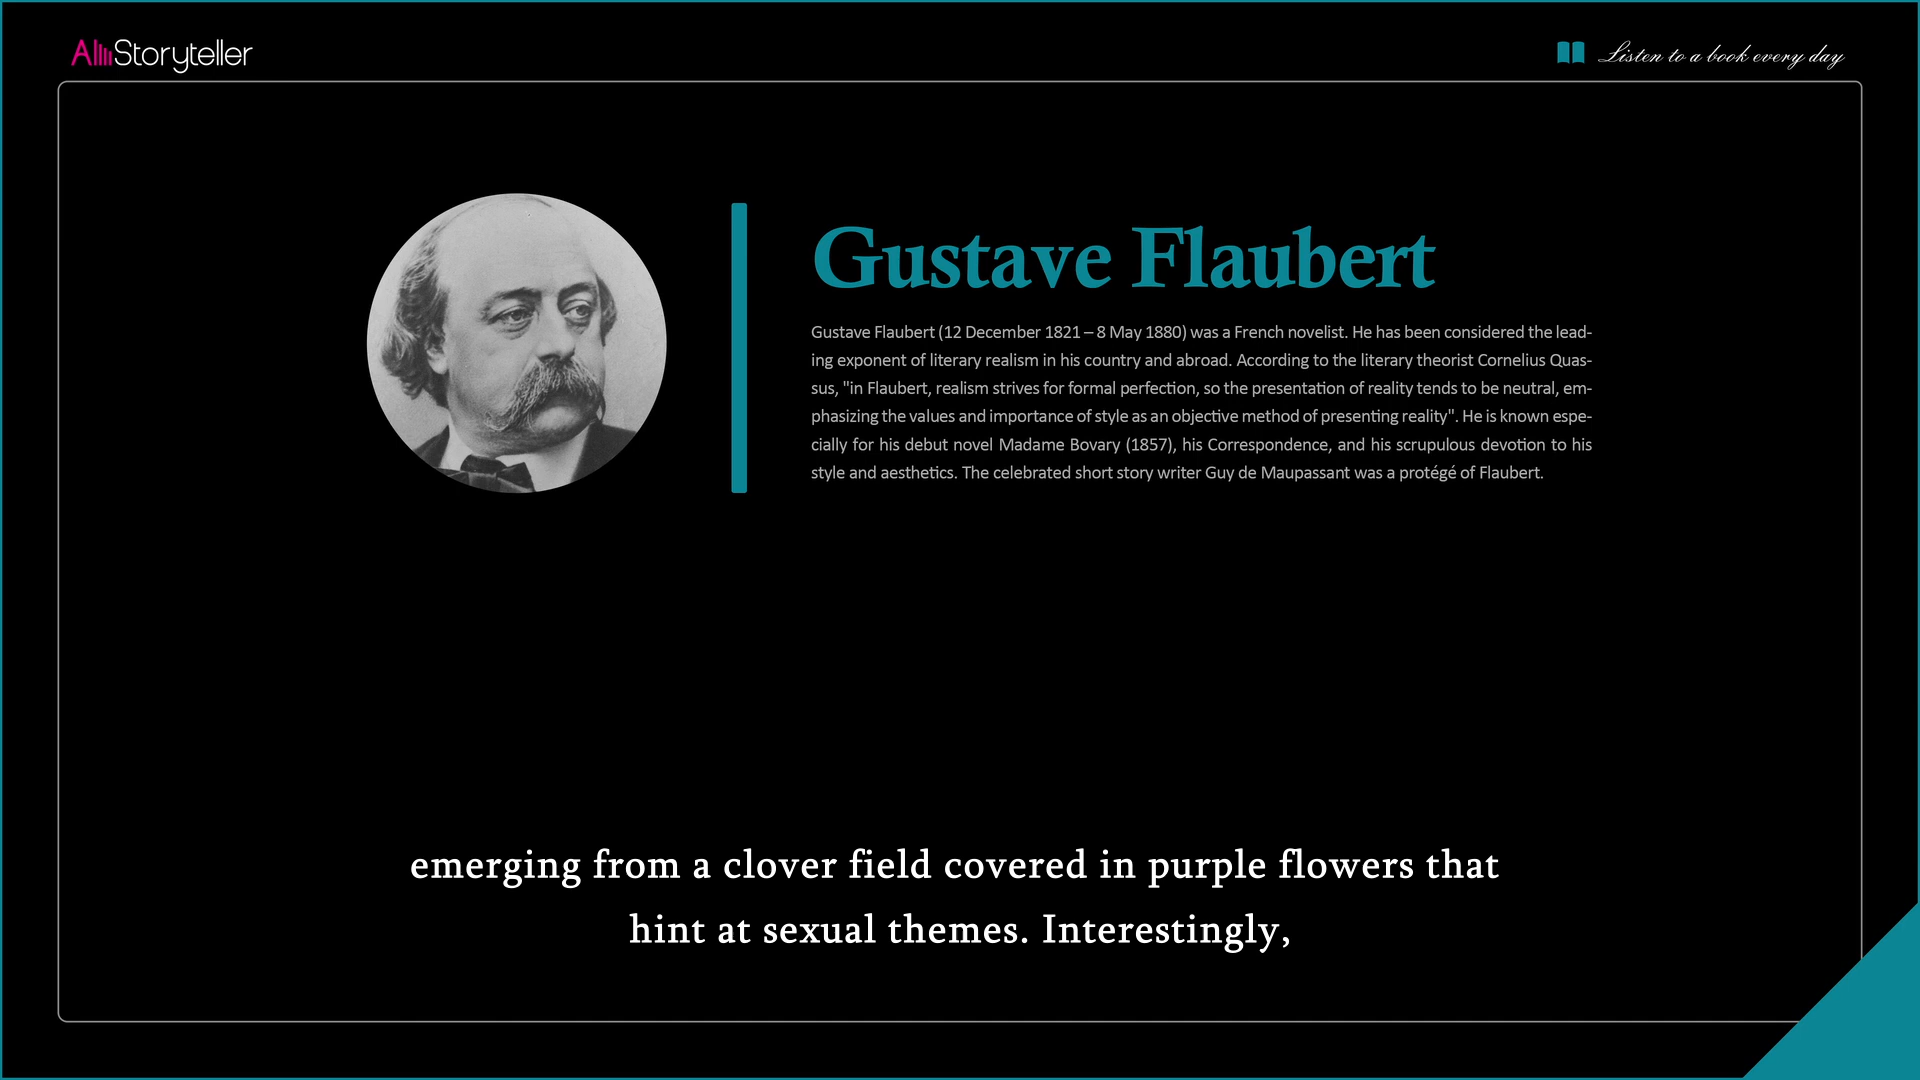 AllStoryteller
Listen to a book every day
Gustave Flaubert
Gustave Flaubert (12 December 1821 – 8 May 1880) was a French novelist. He has been considered the lead-
ing exponent of literary realism in his country and abroad. According to the literary theorist Cornelius Quas-
sus, "in Flaubert, realism strives for formal perfection, so the presentation of reality tends to be neutral, em-
phasizing the values and importance of style as an objective method of presenting reality". He is known espe-
cially for his debut novel Madame Bovary (1857), his Correspondence, and his scrupulous devotion to his
style and aesthetics. The celebrated short story writer Guy de Maupassant was a protégé of Flaubert.
emerging from a clover field covered in purple flowers that
hint at sexual themes. Interestingly,